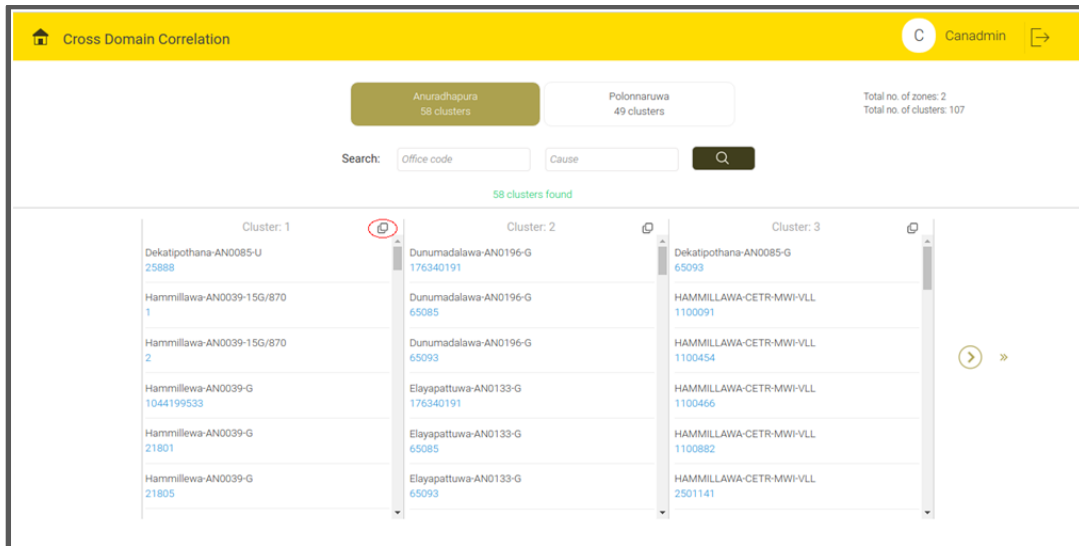 Cross Domain Correlation
C
Canadmin
Anuradhapura
58 clusters
Polonnaruwa
49 clusters
Total no. of zones: 2
Total no. of clusters: 107
Search:
Office code
Cause
58 clusters found
Cluster: 1
Dekatipothana-AN0085-U
25888
Hammillawa-AN0039-15G/870
1
Hammillawa-AN0039-15G/870
2
Hammillewa-AN0039-G
1044199533
Hammillewa-AN0039-G
21801
Hammillewa-AN0039-G
21805
Cluster: 2
Dunumadalawa-AN0196-G
176340191
Dunumadalawa-AN0196-G
65085
Dunumadalawa-AN0196-G
65093
Elayapattuwa-AN0133-G
176340191
Elayapattuwa-AN0133-G
65085
Elayapattuwa-AN0133-G
65093
Cluster: 3
Dekatipothana-AN0085-G
65093
HAMMILLAWA-CETR-MWI-VLL
1100091
HAMMILLAWA-CETR-MWI-VLL
1100454
HAMMILLAWA-CETR-MWI-VLL
1100466
HAMMILLAWA-CETR-MWI-VLL
1100882
HAMMILLAWA-CETR-MWI-VLL
2501141